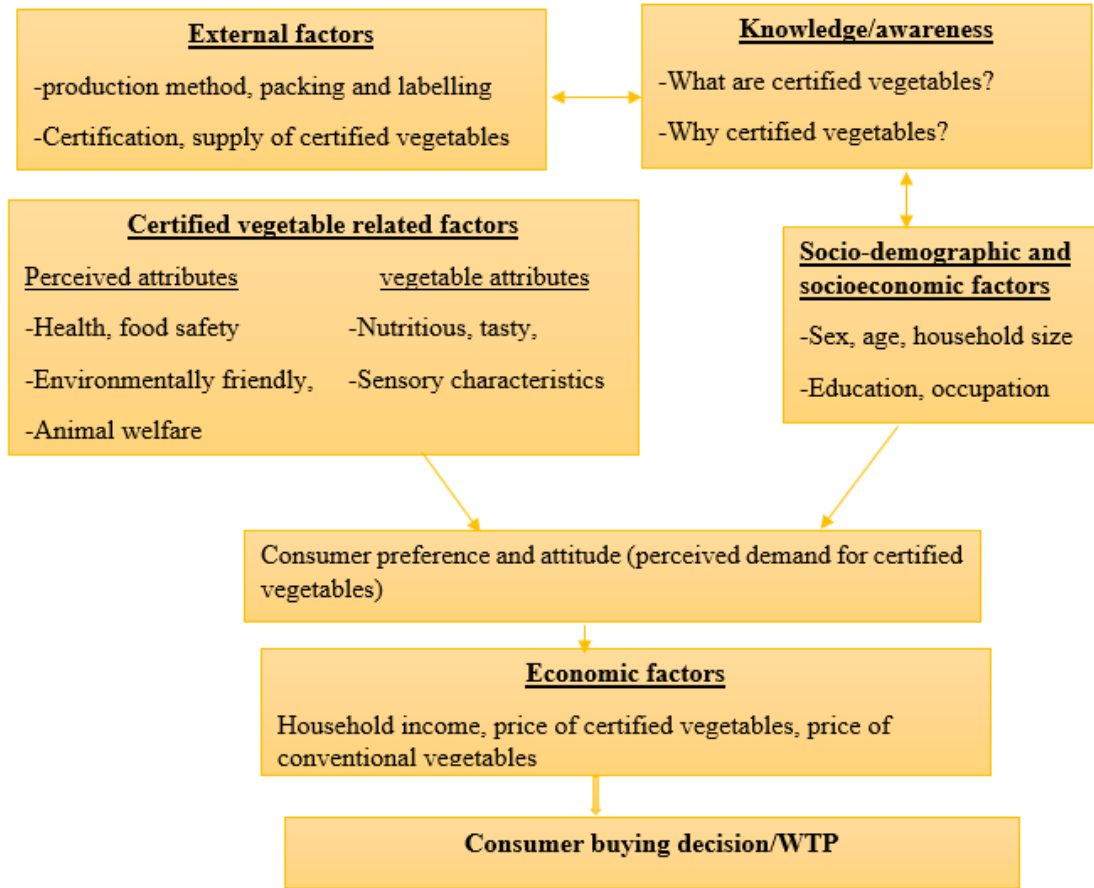 External factors
-production method, packing and labelling
-Certification, supply of certified vegetables
Knowledge/awareness
-What are certified vegetables?
-Why certified vegetables?
Certified vegetable related factors
Perceived attributes
-Health, food safety
-Environmentally friendly,
-Animal welfare
vegetable attributes
-Nutritious, tasty,
-Sensory characteristics
Socio-demographic and
socioeconomic factors
-Sex, age, household size
-Education, occupation
Consumer preference and attitude (perceived demand for certified
vegetables)
Economic factors
Household income, price of certified vegetables, price of
conventional vegetables
Consumer buying decision/WTP